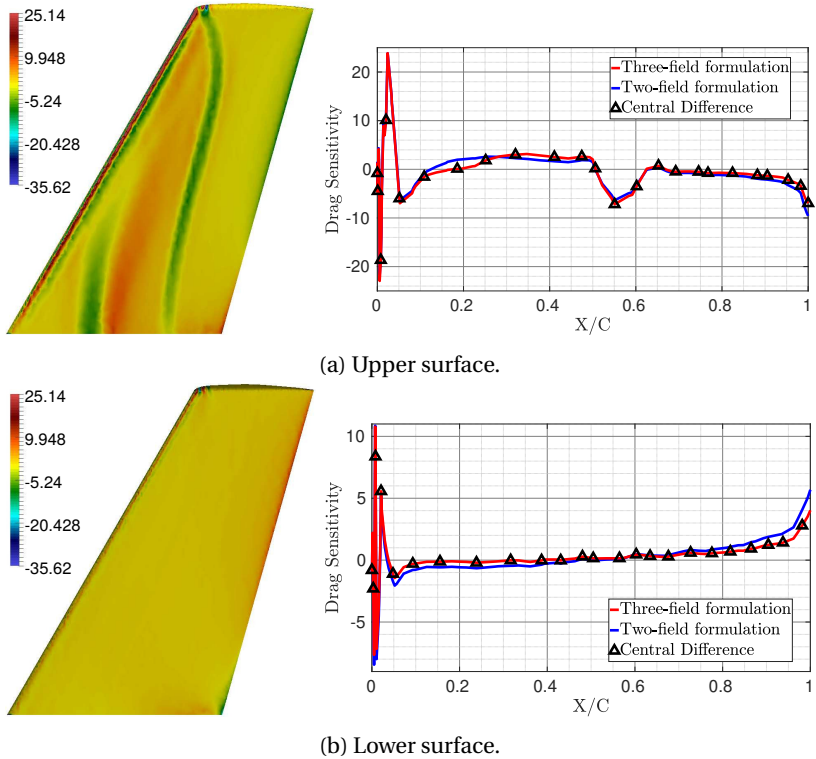 25.14
9.948
-5.24
-20.428
-35.62
Drag Sensitivity
20
10
0
-10
-20
Three-field formulation
Two-field formulation
Central Difference
0 0.2 0.4 0.6 0.8 1
X/C
(a) Upper surface.
25.14
9.948
-5.24
-20.428
-35.62
Drag Sensitivity
10
5
0
-5
Three-field formulation
Two-field formulation
Central Difference
0 0.2 0.4 0.6 0.8 1
X/C
(b) Lower surface.